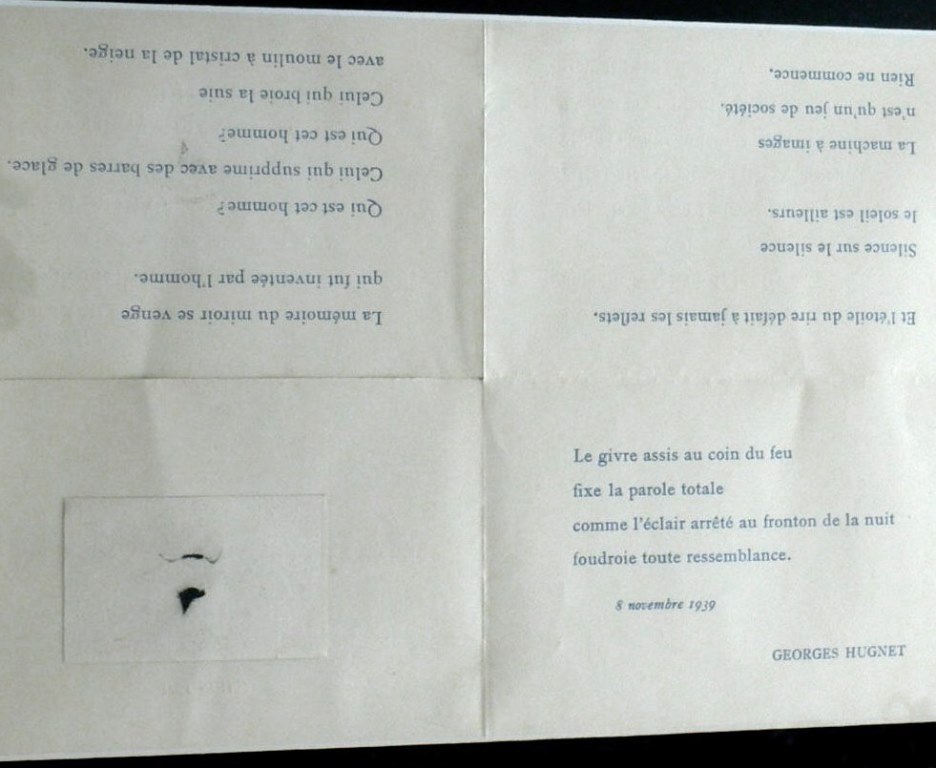 Et l'étoile du rire défait à jamais les reflets.
Silence sur le silence
le soleil est ailleurs.
La machine à images
n'est qu'un jeu de société.
Rien ne commence.
La mémoire du miroir se venge
qui fut inventée par l'homme.
Qui est cet homme?
Celui qui supprime avec des barres de glace.
Qui est cet homme?
Celui qui broie la suie
avec le moulin à cristal de la neige.
Le givre assis au coin du feu
fixe la parole totale
comme l'éclair arrêté au fronton de la nuit
foudroie toute ressemblance.
8 novembre 1939
GEORGES HUGNET